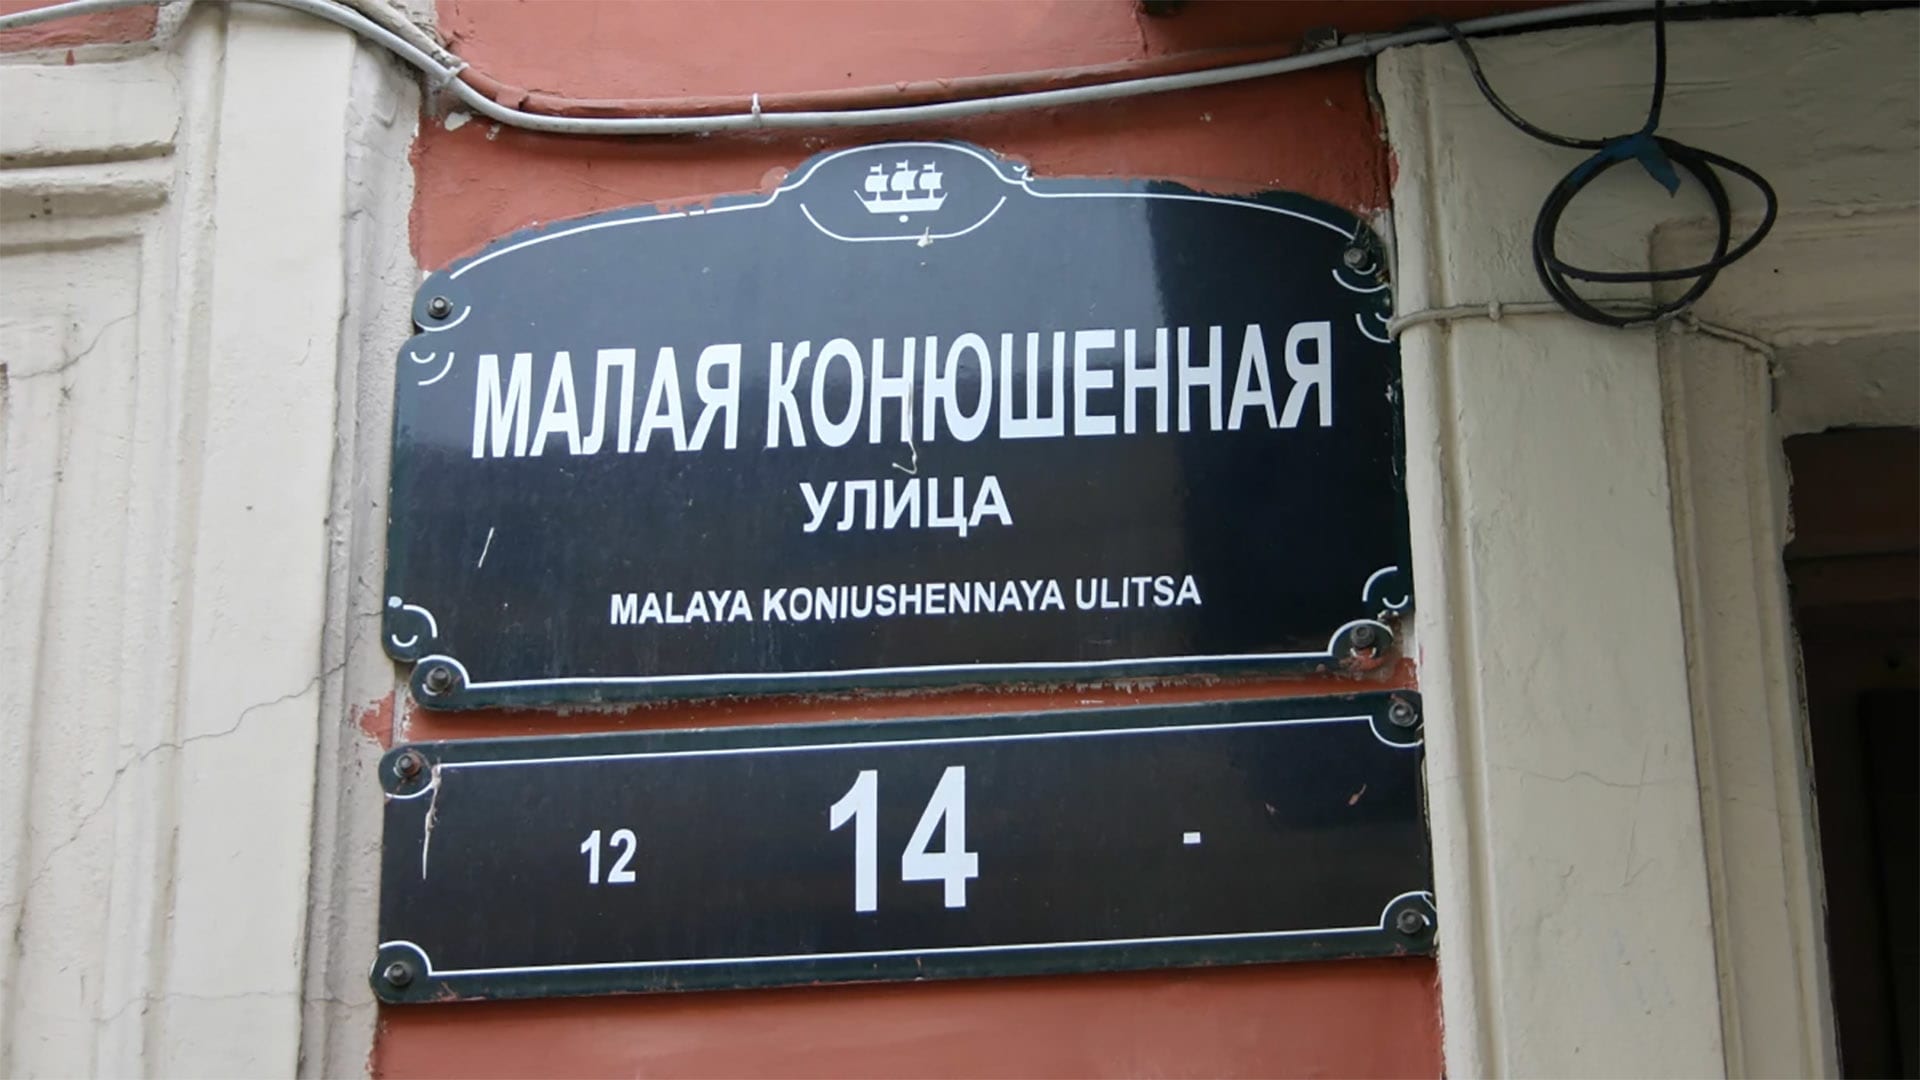 МАЛАЯ КОНЮШЕННАЯ
УЛИЦА
MALAYA KONIUSHENNAYA ULITSA
12 14 -